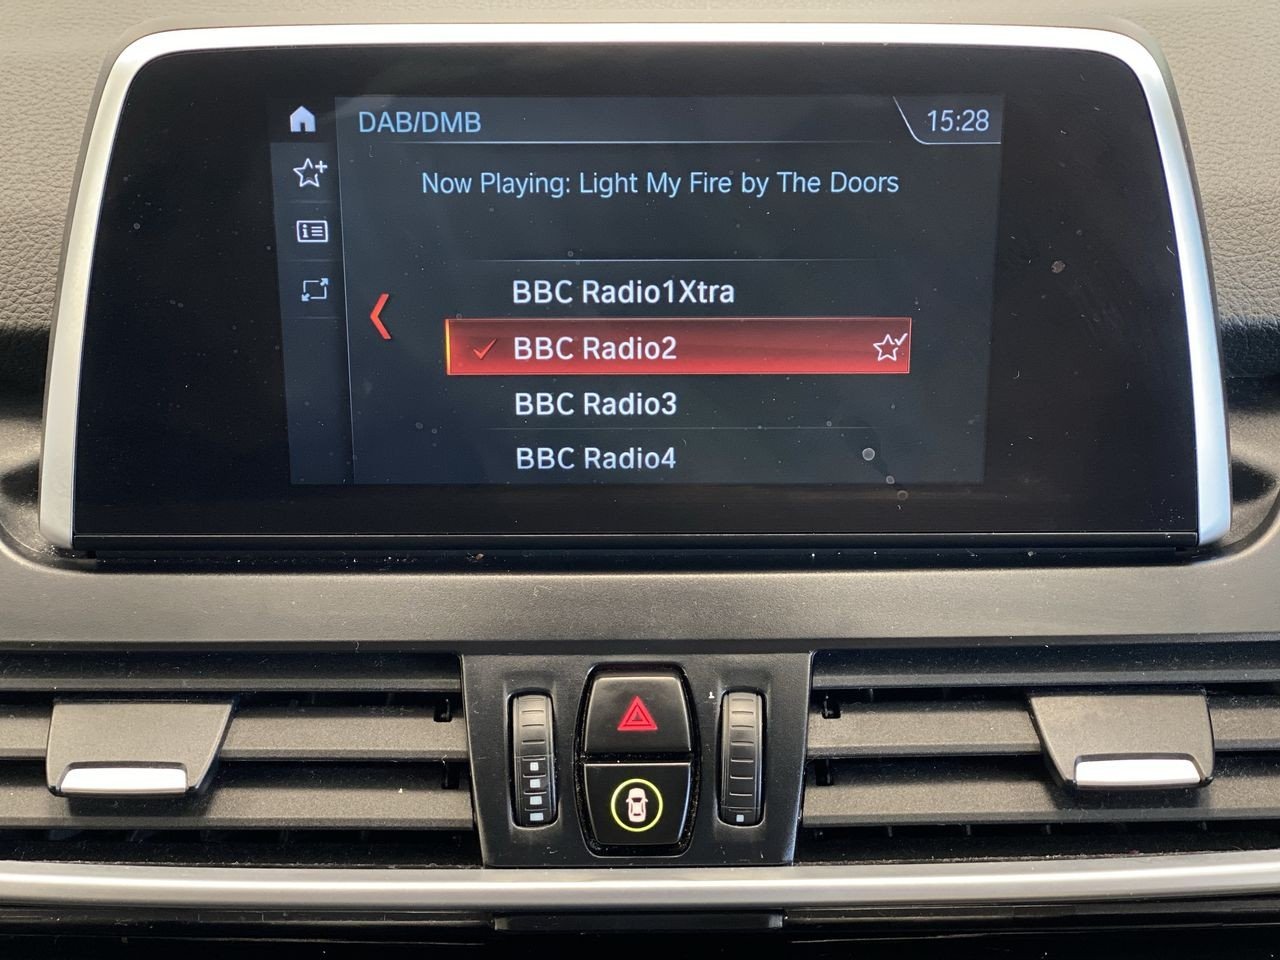 DAB/DMB
15:28
Now Playing: Light My Fire by The Doors
BBC Radio1Xtra
BBC Radio2
BBC Radio3
BBC Radio4